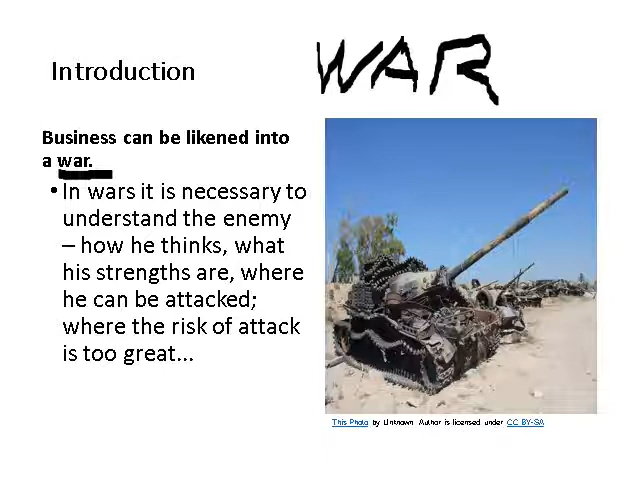 Introduction
WAR
Business can be likened into
a war.
• In wars it is necessary to
understand the enemy
– how he thinks, what
his strengths are, where
he can be attacked;
where the risk of attack
is too great...
This Photo by Unknown Author is licensed under CC BY-SA